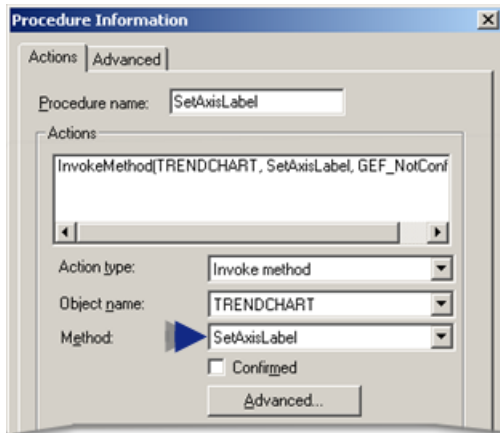 Procedure Information
Actions Advanced
Procedure name: SetAxisLabel
Actions
InvokeMethod(TRENDCHART, SetAxisLabel, GEF_NotConf
Action type: Invoke method
Object name: TRENDCHART
Method: SetAxisLabel
Confirmed
Advanced...